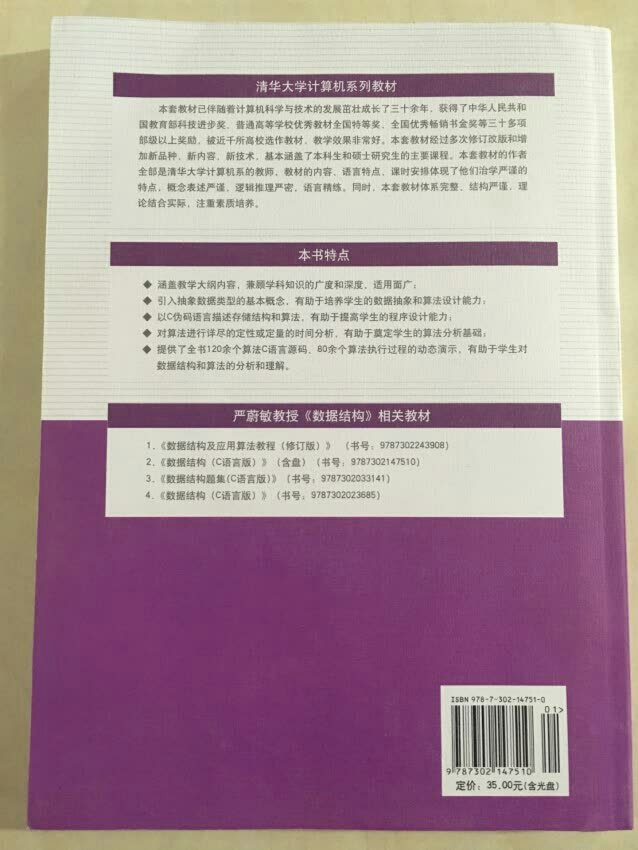 清华大学计算机系列教材
本套教材已伴随着计算机科学与技术的发展茁壮成长了三十余年，获得了中华人民共和
国教育部科技进步奖、普通高等学校优秀教材全国特等奖、全国优秀畅销书金奖等三十多项
部级以上奖励，被近千所高校选作教材，教学效果非常好。本套教材经过多次修订改版和增
加新品种、新内容、新技术，基本涵盖了本科生和硕士研究生的主要课程。本套教材的作者
全部是清华大学计算机系的教师，教材的内容、语言特点、课时安排体现了他们治学严谨的
特点，概念表述严谨，逻辑推理严密，语言精练。同时，本套教材体系完整、结构严谨，理
论结合实际，注重素质培养。
本书特点
◆ 涵盖教学大纲内容，兼顾学科知识的广度和深度，适用面广；
◆ 引入抽象数据类型的基本概念，有助于培养学生的数据抽象和算法设计能力；
◆ 以C伪码语言描述存储结构和算法，有助于提高学生的程序设计能力；
◆ 对算法进行详尽的定性或定量的时间分析，有助于奠定学生的算法分析基础；
◆ 提供了全书120余个算法C语言源码、80余个算法执行过程的动态演示，有助于学生对
数据结构和算法的分析和理解。
严蔚敏教授《数据结构》相关教材
1.《数据结构及应用算法教程（修订版）》（书号：9787302243908）
2.《数据结构（C语言版）》（含盘）（书号：9787302147510）
3.《数据结构题集(C语言版)》（书号：9787302033141）
4.《数据结构（C语言版）》（书号：9787302023685）
ISBN 978-7-302-14751-0
01>
9 787302 147510
定价：35.00元(含光盘)